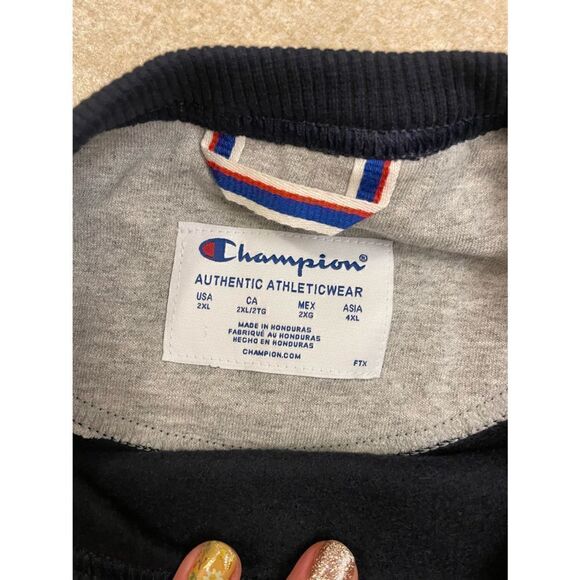 Champion®
AUTHENTIC ATHLETICWEAR
USA CA MEX ASIA
2XL 2XL/2TG 2XG 4XL
MADE IN HONDURAS
FABRIQUÉ AU HONDURAS
HECHO EN HONDURAS
CHAMPION.COM
FTX